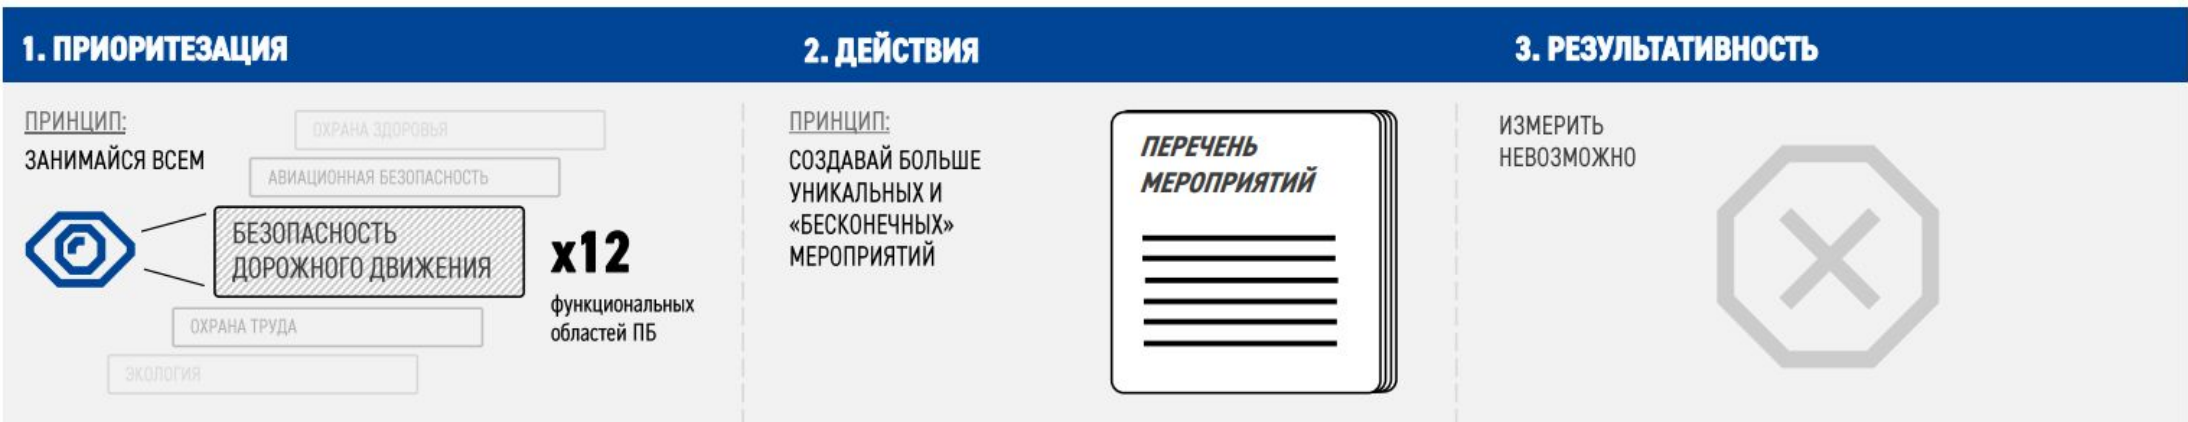 1. ПРИОРИТЕЗАЦИЯ
ПРИНЦИП:
ЗАНИМАЙСЯ ВСЕМ
ОХРАНА ЗДОРОВЬЯ
АВИАЦИОННАЯ БЕЗОПАСНОСТЬ
БЕЗОПАСНОСТЬ
ДОРОЖНОГО ДВИЖЕНИЯ
ОХРАНА ТРУДА
ЭКОЛОГИЯ
x12
функциональных
областей ПБ
2. ДЕЙСТВИЯ
ПРИНЦИП:
СОЗДАВАЙ БОЛЬШЕ
УНИКАЛЬНЫХ И
«БЕСКОНЕЧНЫХ»
МЕРОПРИЯТИЙ
ПЕРЕЧЕНЬ
МЕРОПРИЯТИЙ
3. РЕЗУЛЬТАТИВНОСТЬ
ИЗМЕРИТЬ
НЕВОЗМОЖНО